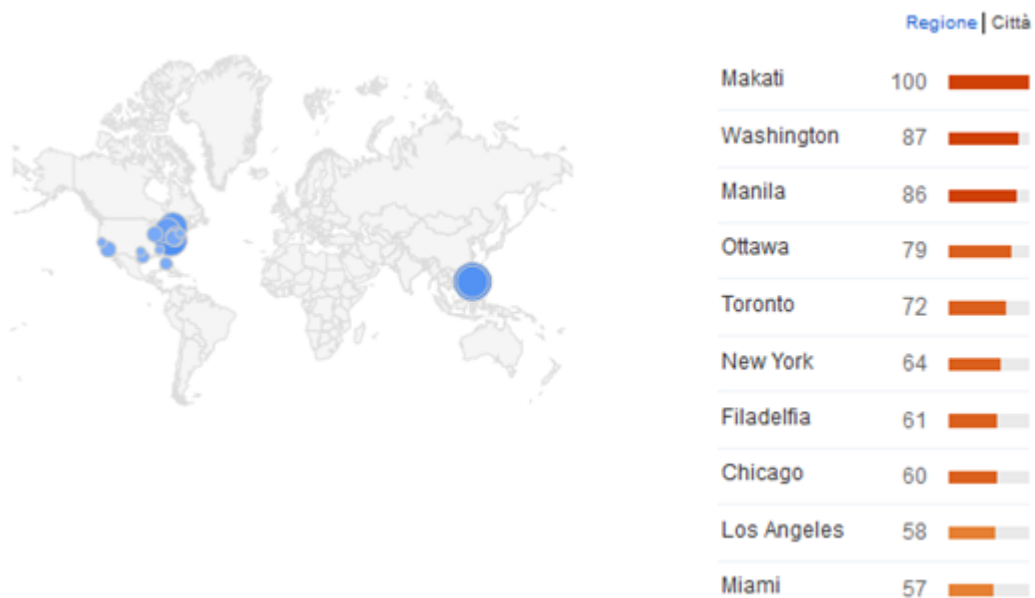 Regione | Città
Makati 100
Washington 87
Manila 86
Ottawa 79
Toronto 72
New York 64
Filadelfia 61
Chicago 60
Los Angeles 58
Miami 57